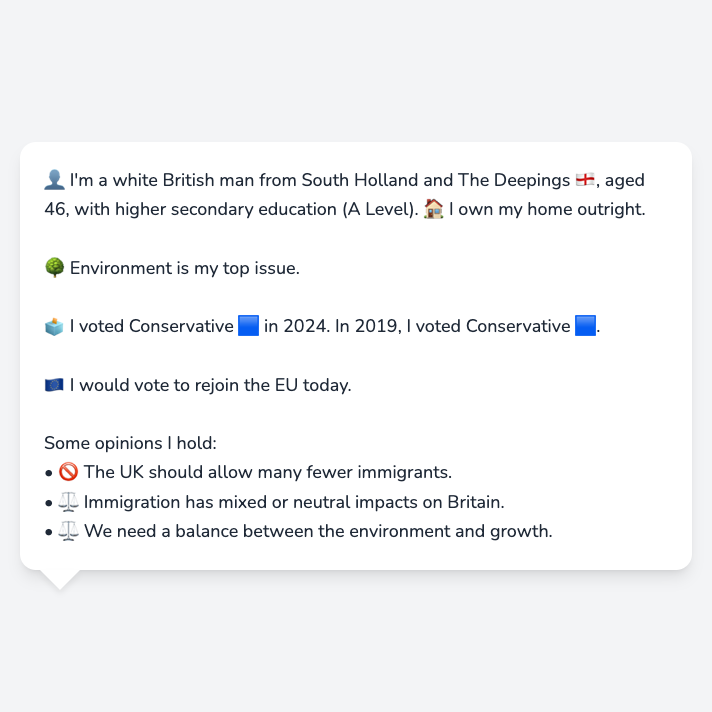 👤 I'm a white British man from South Holland and The Deepings 🏴󠁧󠁢󠁥󠁮󠁧󠁿, aged
46, with higher secondary education (A Level). 🏠 I own my home outright.
🌳 Environment is my top issue.
🗳️ I voted Conservative 🟦 in 2024. In 2019, I voted Conservative 🟦.
🇪🇺 I would vote to rejoin the EU today.
Some opinions I hold:
• 🚫 The UK should allow many fewer immigrants.
• ⚖️ Immigration has mixed or neutral impacts on Britain.
• ⚖️ We need a balance between the environment and growth.